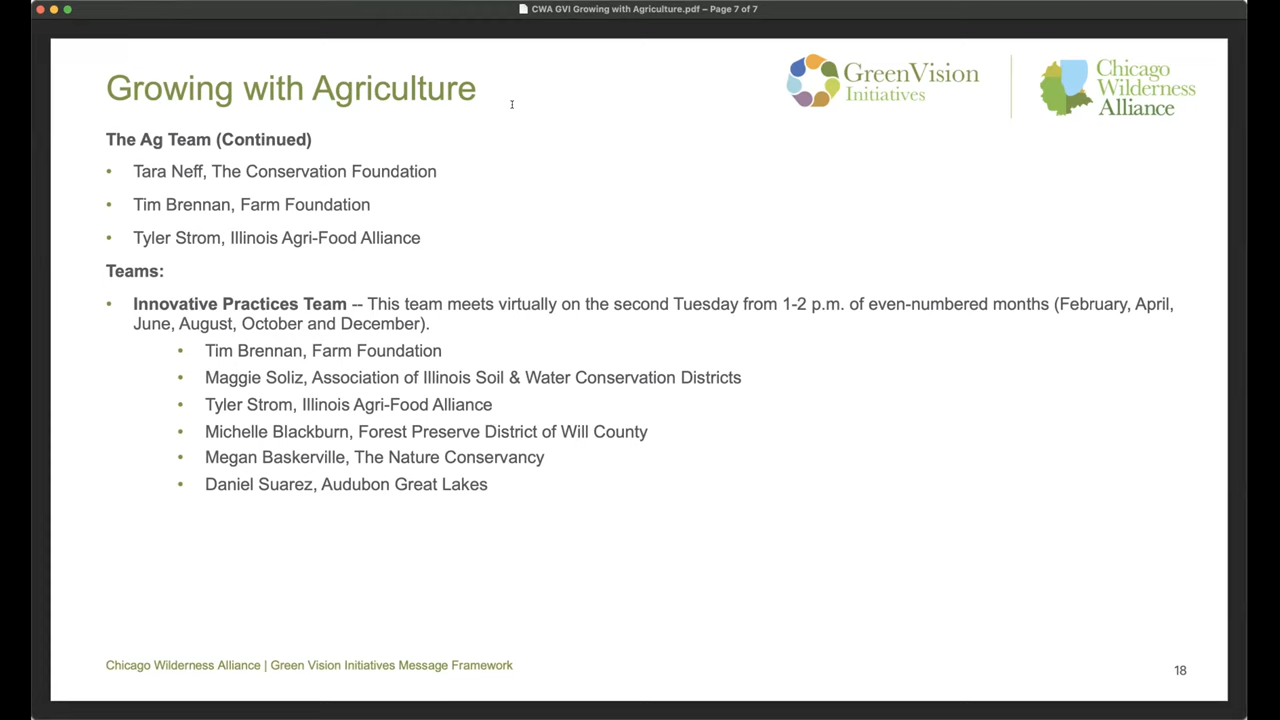 CWA GVI Growing with Agriculture.pdf – Page 7 of 7
Growing with Agriculture
GreenVision
Initiatives
Chicago
Wilderness
Alliance
The Ag Team (Continued)
• Tara Neff, The Conservation Foundation
• Tim Brennan, Farm Foundation
• Tyler Strom, Illinois Agri-Food Alliance
Teams:
• Innovative Practices Team -- This team meets virtually on the second Tuesday from 1-2 p.m. of even-numbered months (February, April,
June, August, October and December).
• Tim Brennan, Farm Foundation
• Maggie Soliz, Association of Illinois Soil & Water Conservation Districts
• Tyler Strom, Illinois Agri-Food Alliance
• Michelle Blackburn, Forest Preserve District of Will County
• Megan Baskerville, The Nature Conservancy
• Daniel Suarez, Audubon Great Lakes
Chicago Wilderness Alliance | Green Vision Initiatives Message Framework
18